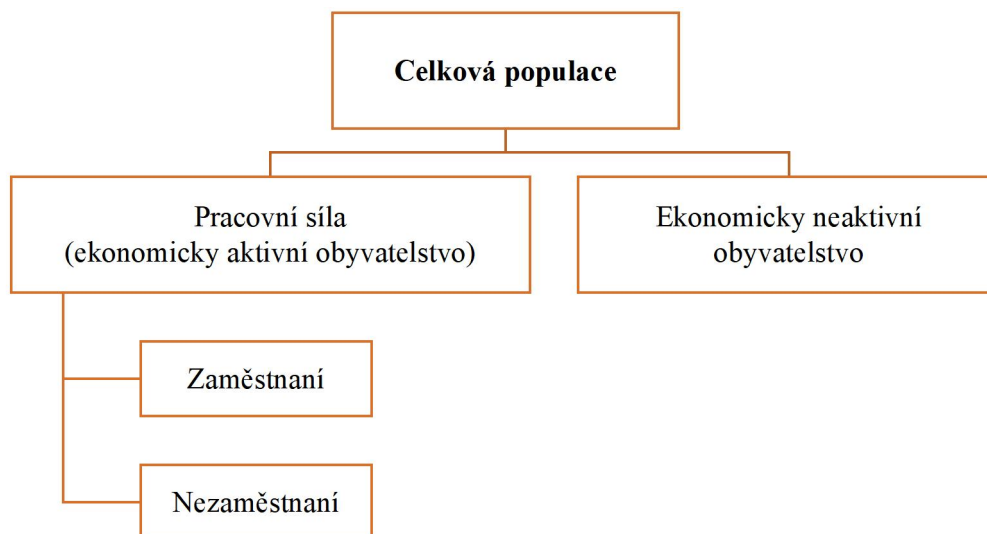 Celková populace
Pracovní síla
(ekonomicky aktivní obyvatelstvo)
Ekonomicky neaktivní
obyvatelstvo
Zaměstnaní
Nezaměstnaní